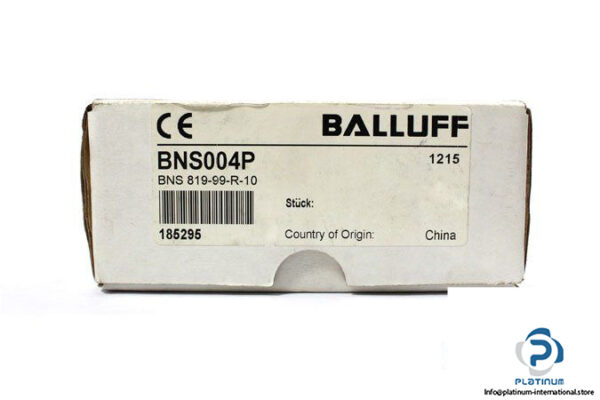 CE BALLUFF
BNS004P 1215
BNS 819-99-R-10
Stück:
185295 Country of Origin: China
PLATINUM
Info@platinum-international.store